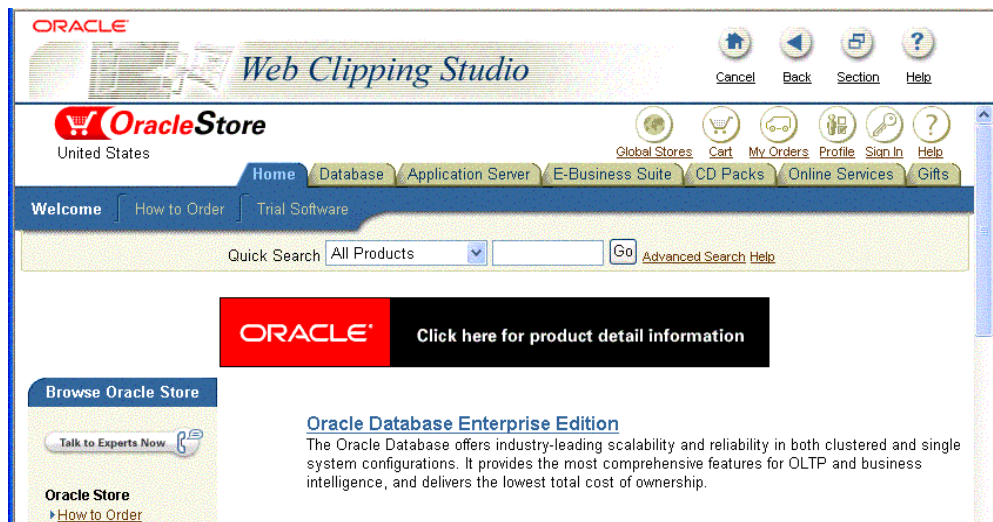 ORACLE
Web Clipping Studio
Cancel Back Section Help
OracleStore
United States
Global Stores Cart My Orders Profile Sign In Help
Home Database Application Server E-Business Suite CD Packs Online Services Gifts
Welcome How to Order Trial Software
Quick Search All Products Go Advanced Search Help
ORACLE Click here for product detail information
Browse Oracle Store
Talk to Experts Now
Oracle Database Enterprise Edition
The Oracle Database offers industry-leading scalability and reliability in both clustered and single
system configurations. It provides the most comprehensive features for OLTP and business
intelligence, and delivers the lowest total cost of ownership.
Oracle Store
How to Order